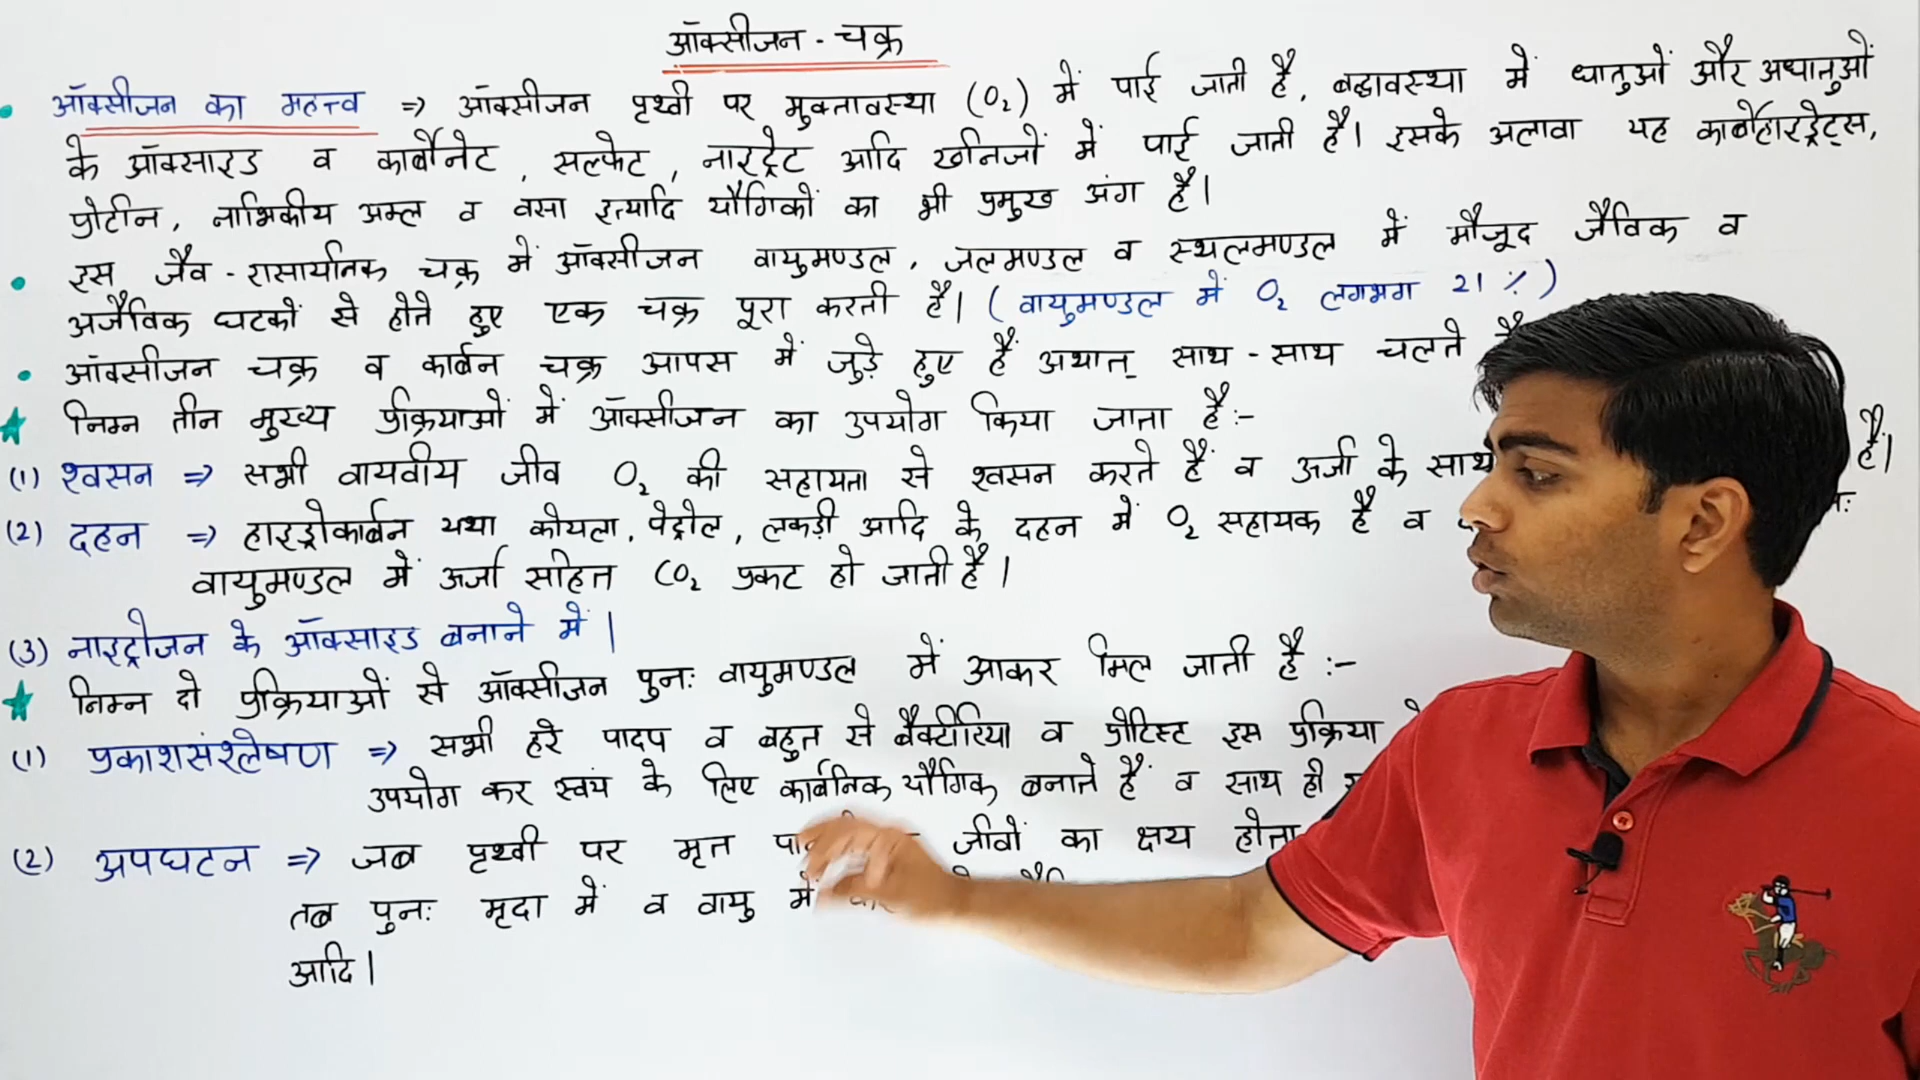 ऑक्सीजन - चक्र
ऑक्सीजन का महत्त्व ⇒ ऑक्सीजन पृथ्वी पर मुक्तावस्था (O₂) में पाई जाती है, बद्धावस्था में धातुओं और अधातुओं
के ऑक्साइड व कार्बोनेट, सल्फेट, नाइट्रेट आदि खनिजों में पाई जाती है। इसके अलावा यह कार्बोहाइड्रेट्स,
प्रोटीन, नाभिकीय अम्ल व वसा इत्यादि यौगिकों का भी प्रमुख अंग है।
इस जैव - रासायनिक चक्र में ऑक्सीजन वायुमण्डल, जलमण्डल व स्थलमण्डल में मौजूद जैविक व
अजैविक घटकों से होते हुए एक चक्र पूरा करती है। (वायुमण्डल में O₂ लगभग 21%)
ऑक्सीजन चक्र व कार्बन चक्र आपस में जुड़े हुए हैं अर्थात् साथ - साथ चलते
निम्न तीन मुख्य प्रक्रियाओं में ऑक्सीजन का उपयोग किया जाता है:-
(1) श्वसन ⇒ सभी वायवीय जीव O₂ की सहायता से श्वसन करते हैं व ऊर्जा के साथ है।
(2) दहन ⇒ हाइड्रोकार्बन यथा कोयला, पेट्रोल, लकड़ी आदि के दहन में O₂ सहायक है व
वायुमण्डल में ऊर्जा सहित CO₂ प्रकट हो जाती है।
(3) नाइट्रोजन के ऑक्साइड बनाने में।
निम्न दो प्रक्रियाओं से ऑक्सीजन पुनः वायुमण्डल में आकर मिल जाती है :-
(1) प्रकाशसंश्लेषण ⇒ सभी हरे पादप व बहुत से बैक्टीरिया व प्रोटिस्ट इस प्रक्रिया
उपयोग कर स्वयं के लिए कार्बनिक यौगिक बनाते हैं व साथ ही
(2) अपघटन ⇒ जब पृथ्वी पर मृत जीवों का क्षय होता
तब पुनः मृदा में व वायु में
आदि।